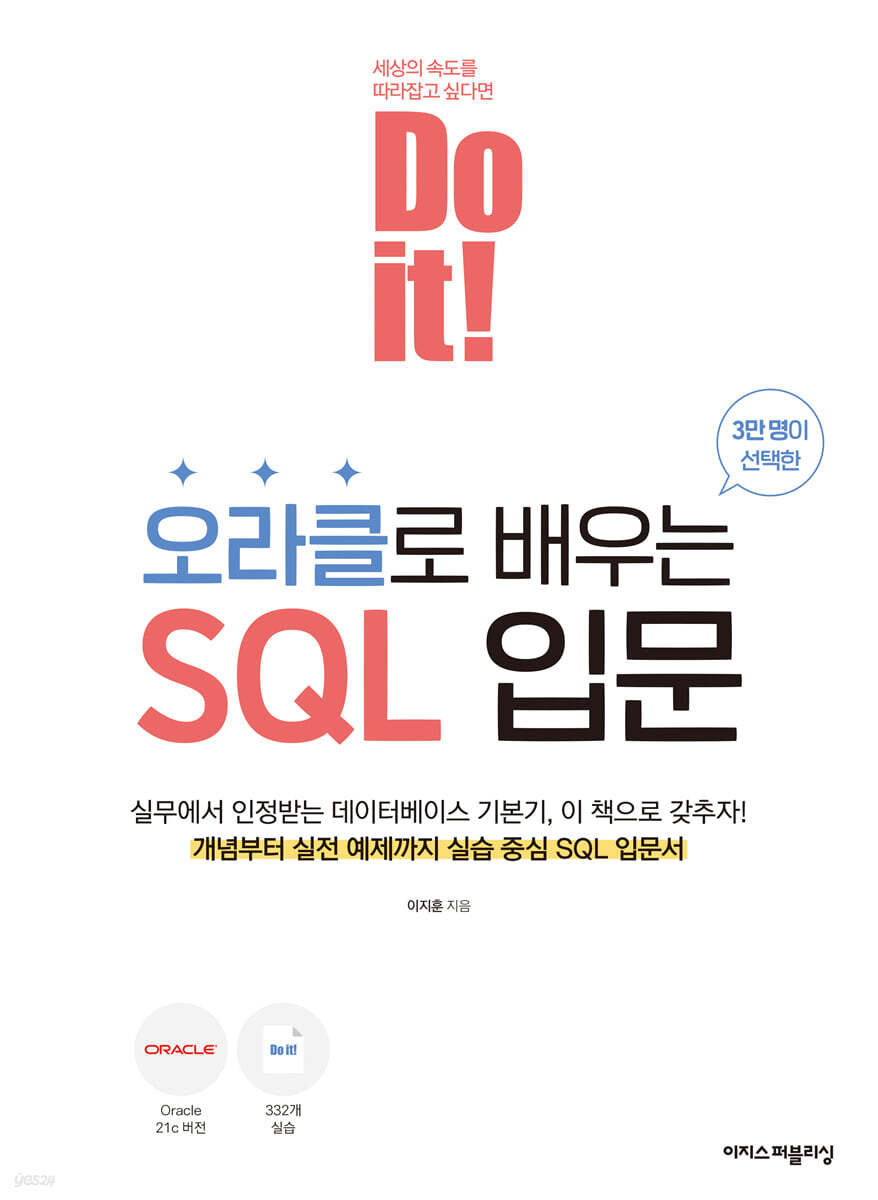 세상의 속도를
따라잡고 싶다면
Do
it!
3만 명이
선택한
오라클로 배우는
SQL 입문
실무에서 인정받는 데이터베이스 기본기, 이 책으로 갖추자!
개념부터 실전 예제까지 실습 중심 SQL 입문서
이지훈 지음
ORACLE
Do it!
Oracle
21c 버전
332개
실습
이지스퍼블리싱
yes24